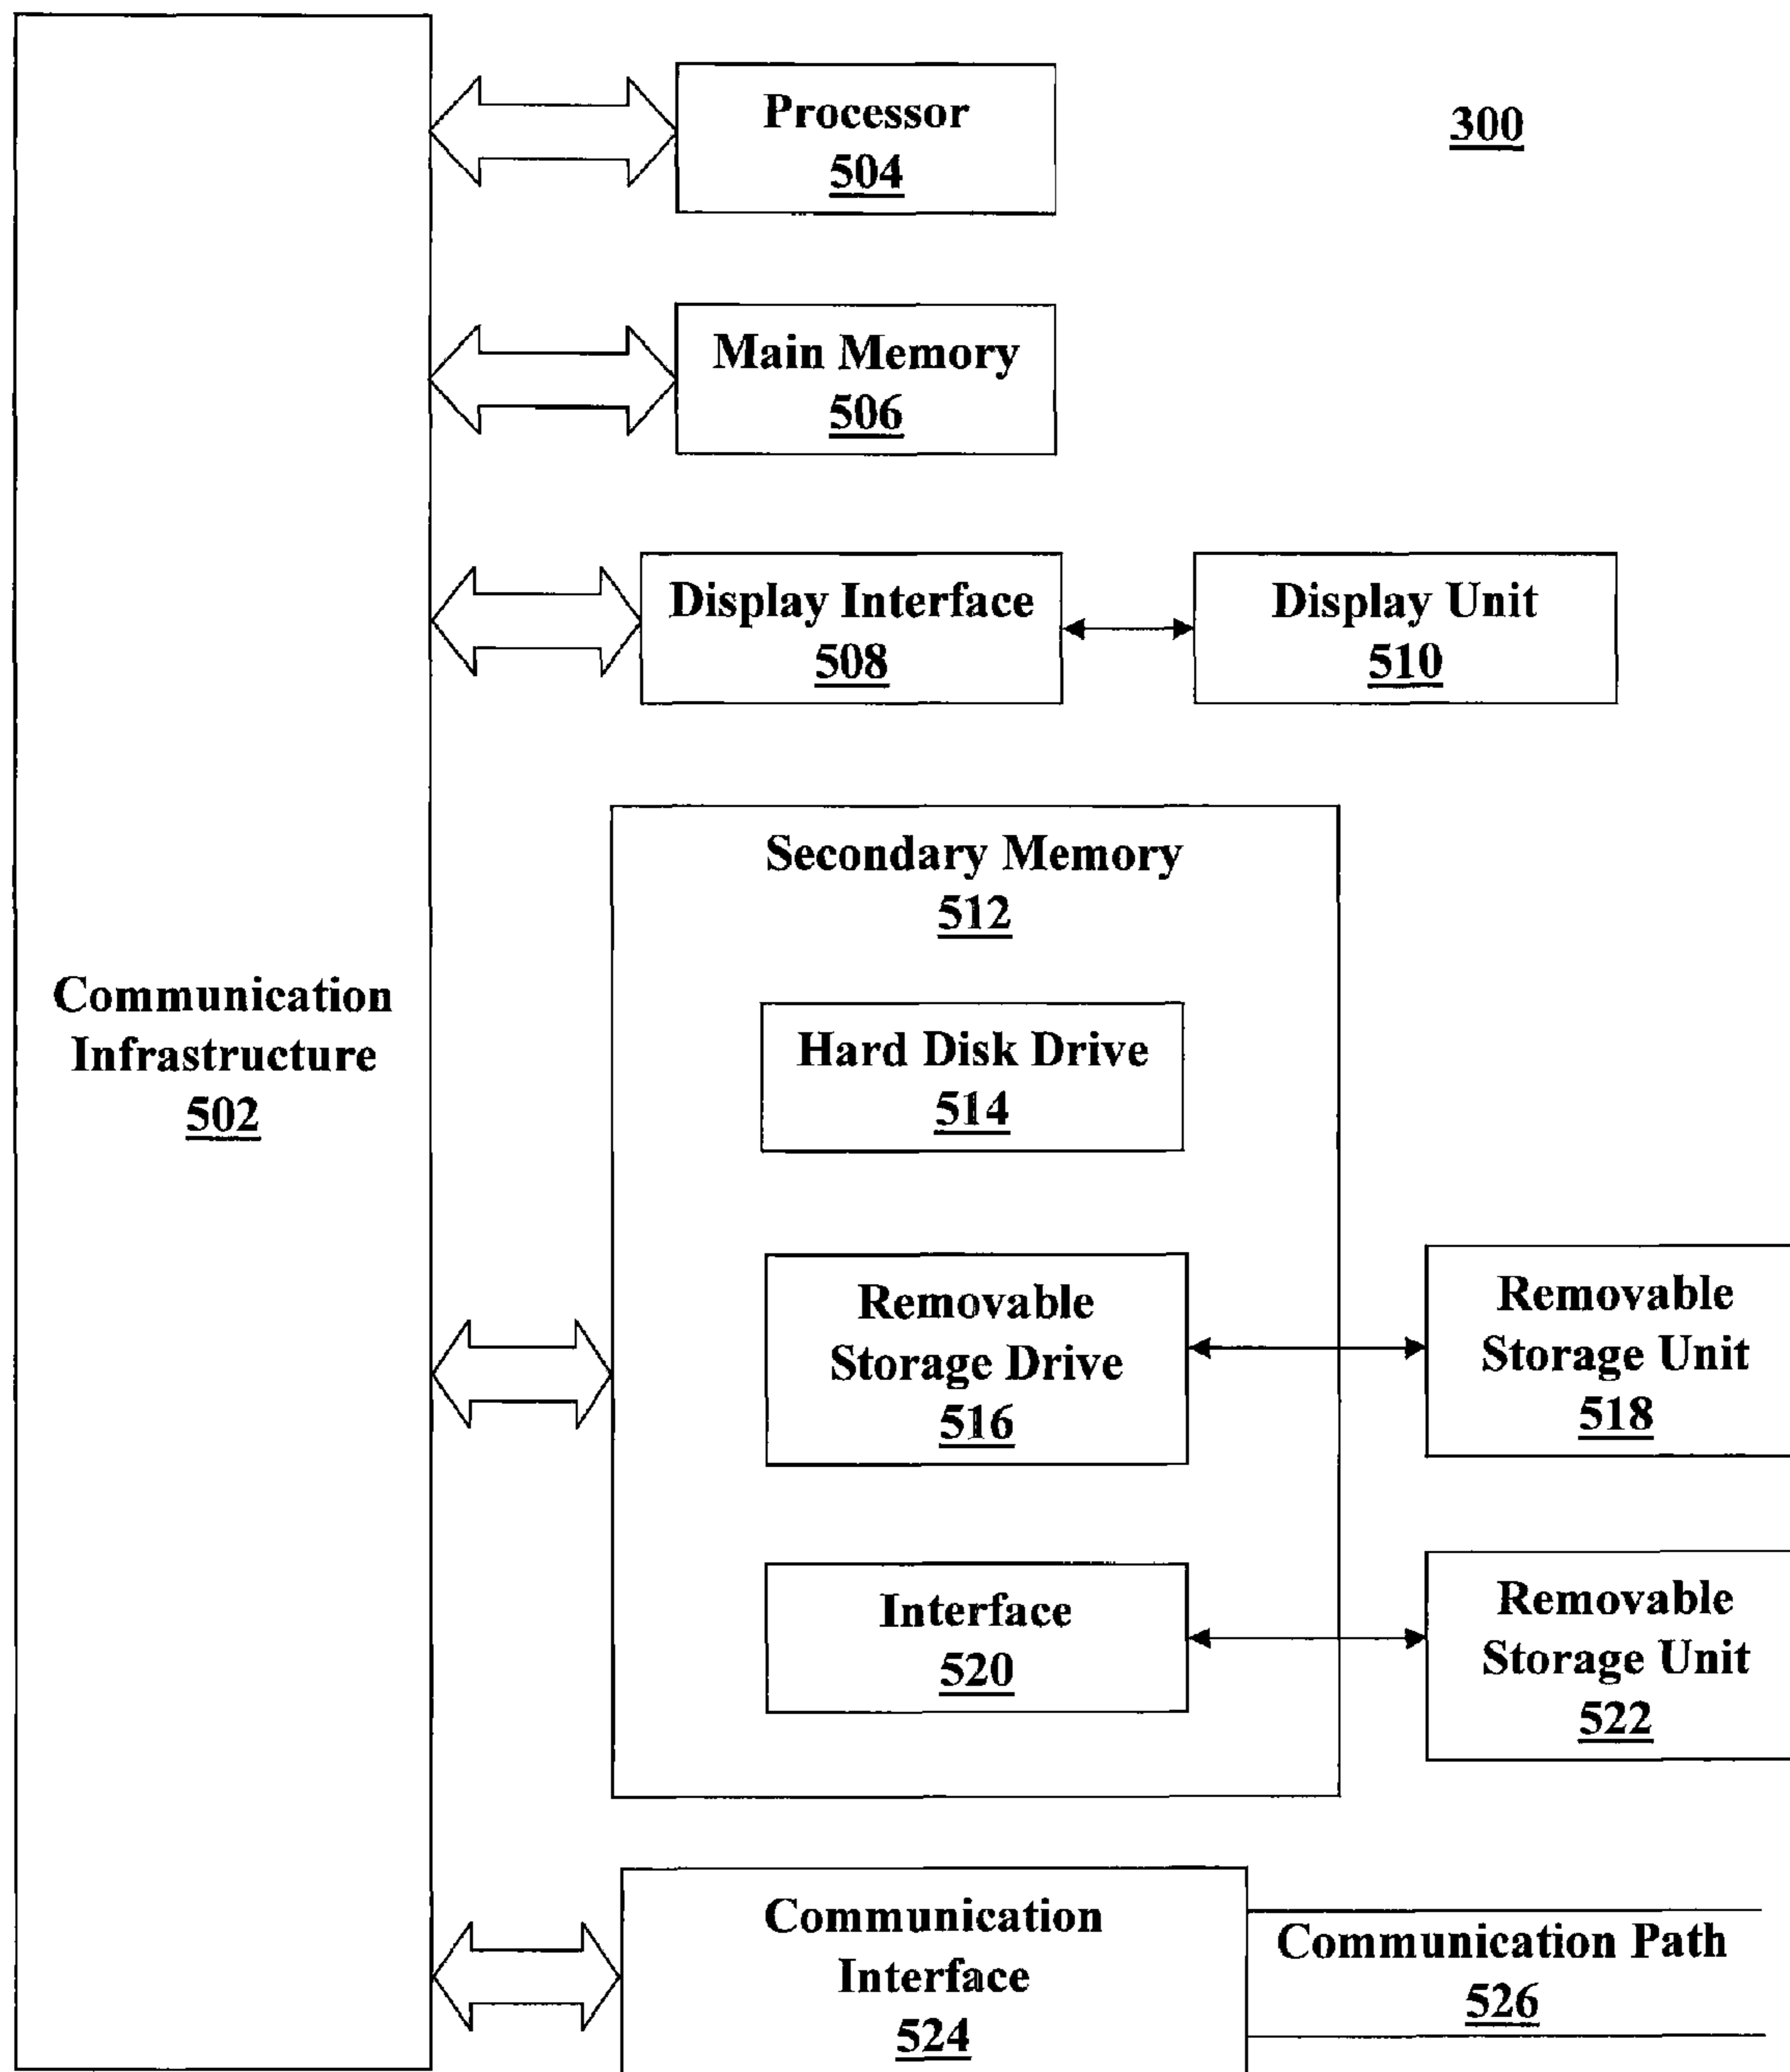 Processor
504
300
Main Memory
506
Display Interface
508
Display Unit
510
Secondary Memory
512
Communication
Infrastructure
502
Hard Disk Drive
514
Removable
Storage Drive
516
Removable
Storage Unit
518
Interface
520
Removable
Storage Unit
522
Communication
Interface
524
Communication Path
526